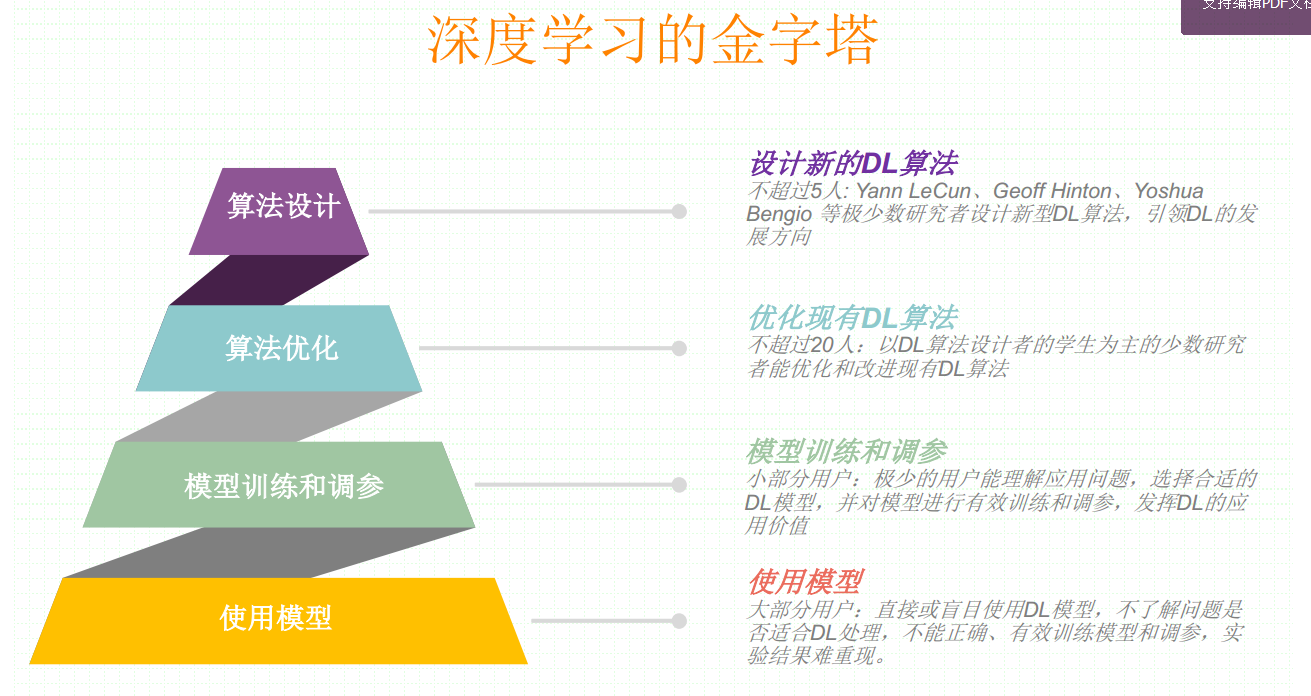 支持编辑PDF文档
深度学习的金字塔
算法设计
设计新的DL算法
不超过5人: Yann LeCun、Geoff Hinton、Yoshua
Bengio 等极少数研究者设计新型DL算法，引领DL的发
展方向
算法优化
优化现有DL算法
不超过20人：以DL算法设计者的学生为主的少数研究
者能优化和改进现有DL算法
模型训练和调参
模型训练和调参
小部分用户：极少的用户能理解应用问题，选择合适的
DL模型，并对模型进行有效训练和调参，发挥DL的应
用价值
使用模型
使用模型
大部分用户：直接或盲目使用DL模型，不了解问题是
否适合DL处理，不能正确、有效训练模型和调参，实
验结果难重现。